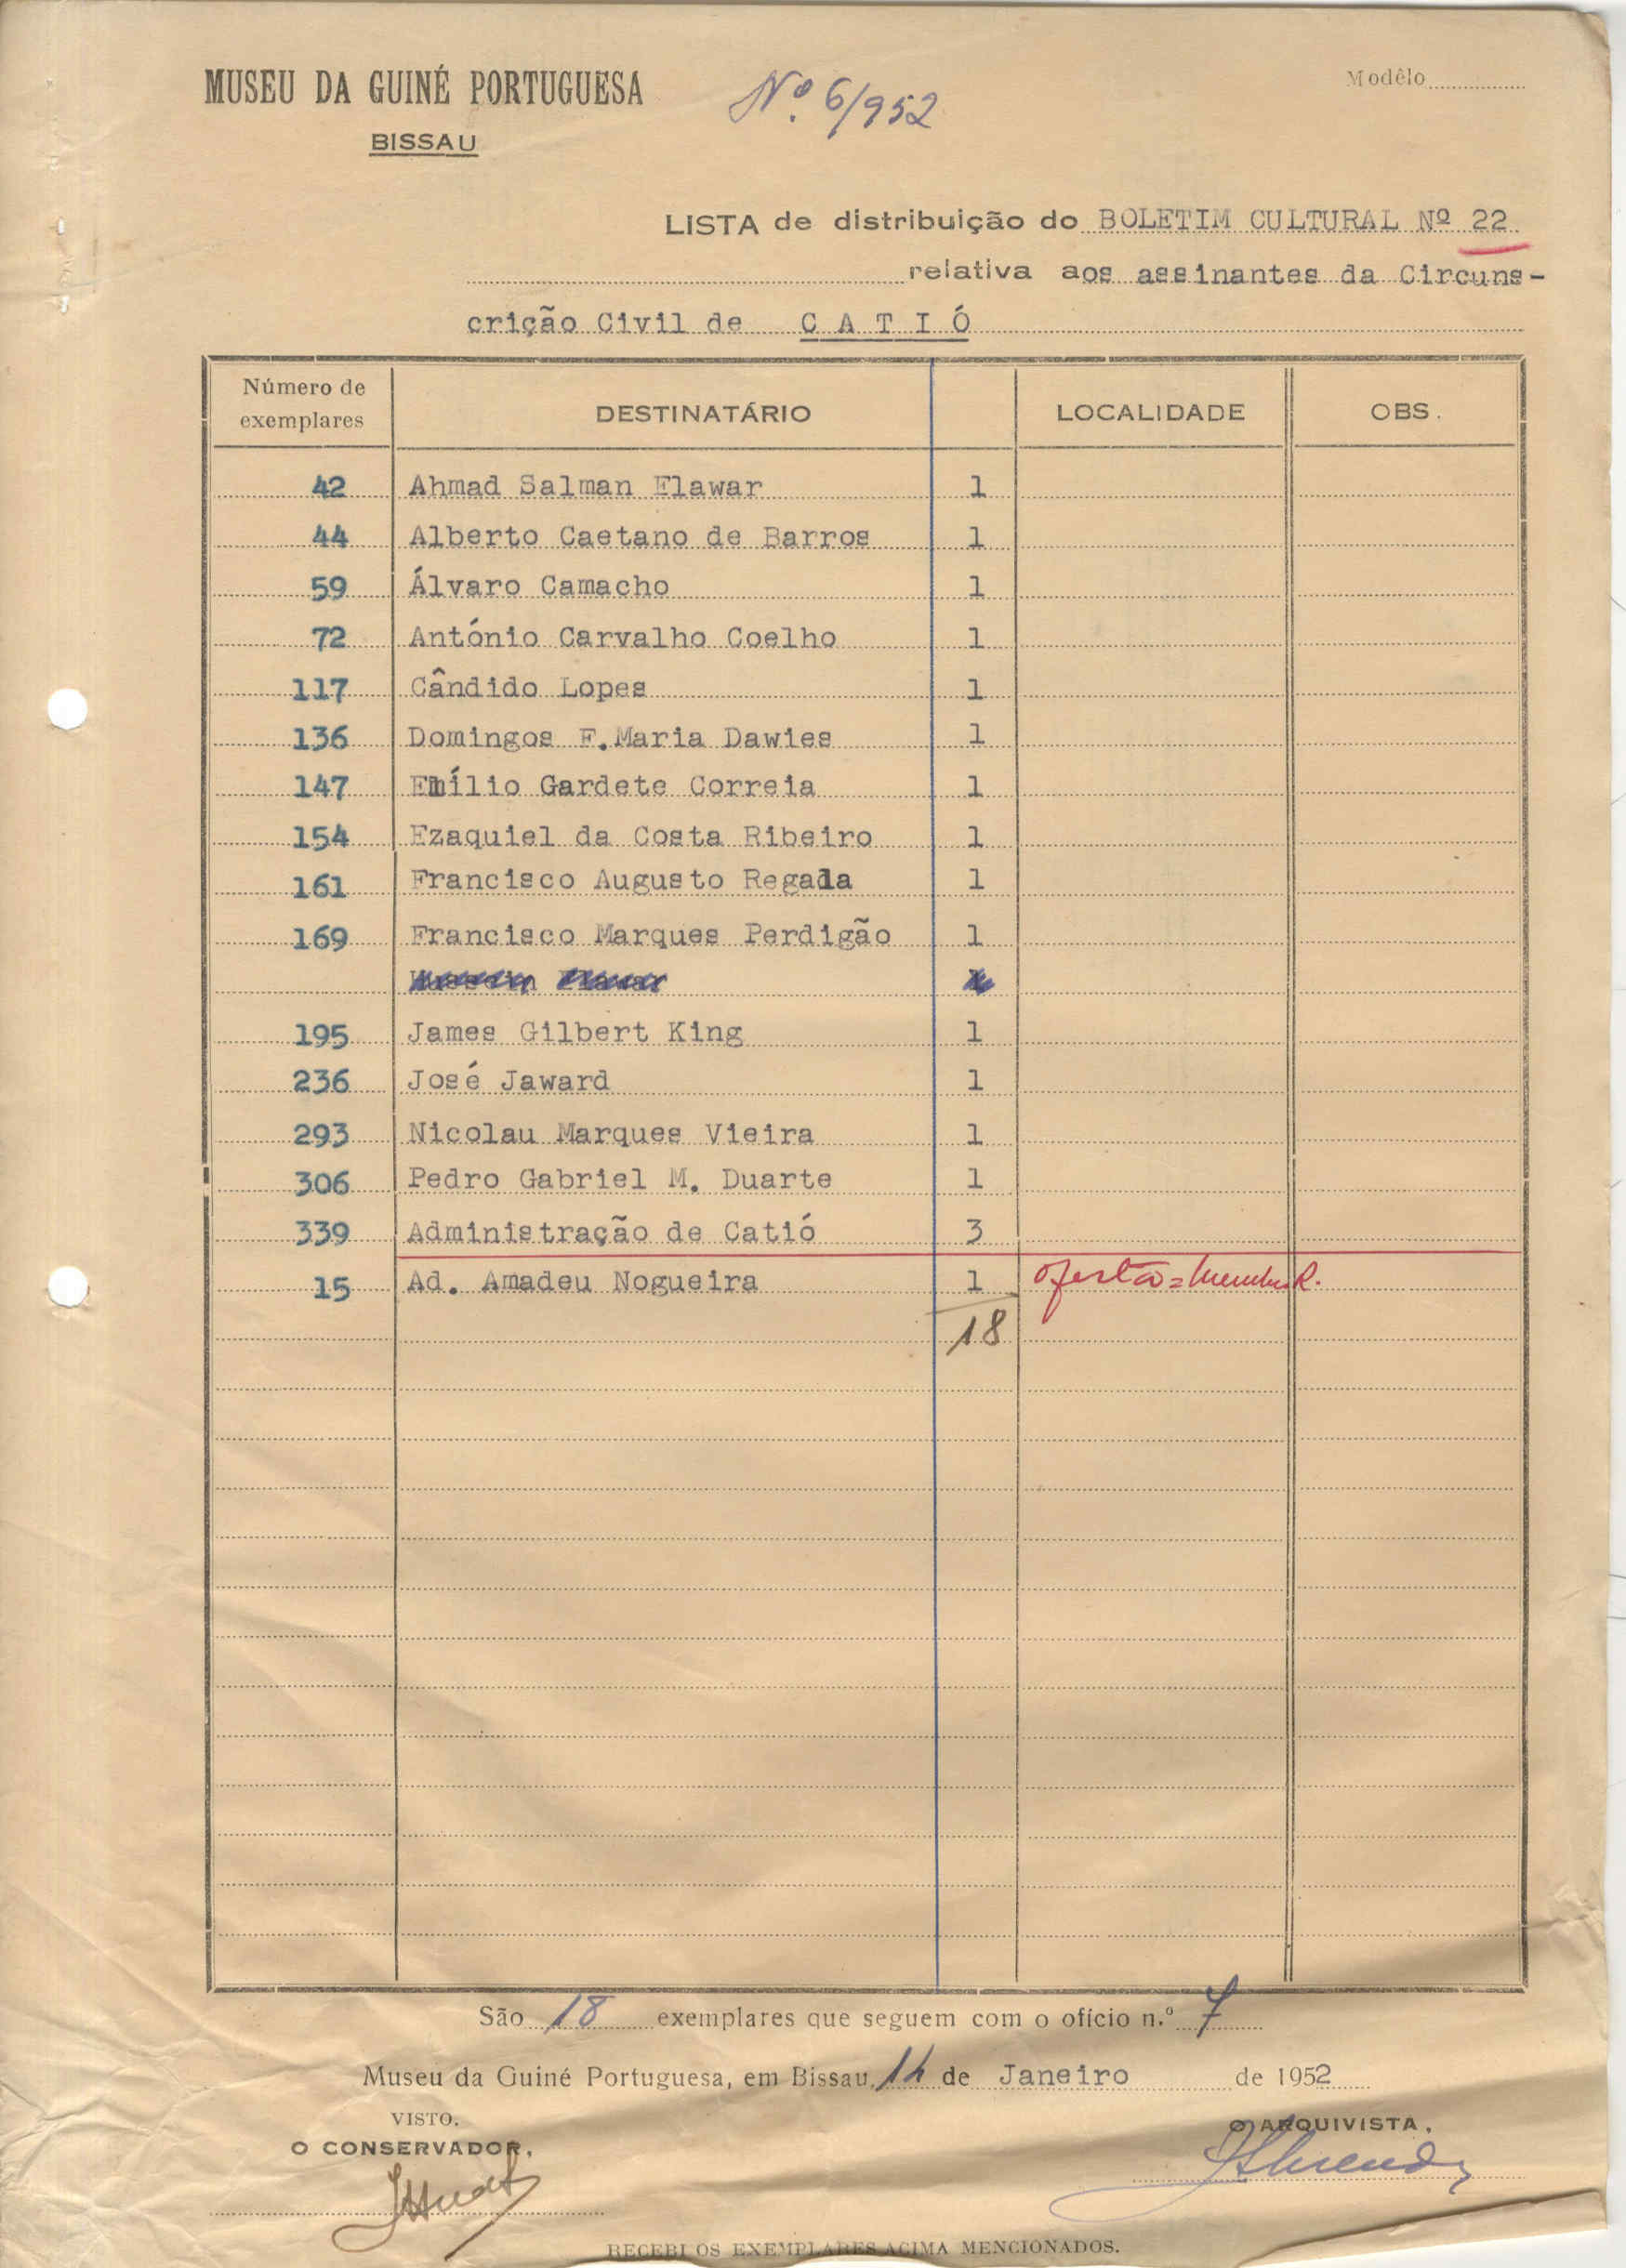 MUSEU DA GUINÉ PORTUGUESA
Nº 6/952
Modêlo
BISSAU
LISTA de distribuição do BOLETIM CULTURAL Nº 22
relativa aos assinantes da Circuns-
crição Civil de C A T I Ó
Número de exemplares DESTINATÁRIO LOCALIDADE OBS.
42 Ahmad Salman Elawar 1
44 Alberto Caetano de Barros 1
59 Álvaro Camacho 1
72 António Carvalho Coelho 1
117 Cândido Lopes 1
136 Domingos F.Maria Dawies 1
147 Emílio Gardete Correia 1
154 Ezaquiel da Costa Ribeiro 1
161 Francisco Augusto Regala 1
169 Francisco Marques Perdigão 1
195 James Gilbert King 1
236 José Jaward 1
293 Nicolau Marques Vieira 1
306 Pedro Gabriel M. Duarte 1
339 Administração de Catió 3
15 Ad. Amadeu Nogueira 1 oferta
18
São 18 exemplares que seguem com o ofício n.º 7
Museu da Guiné Portuguesa, em Bissau, 14 de Janeiro de 1952
VISTO.
O CONSERVADOR,
O ARQUIVISTA,
RECEBI OS EXEMPLARES ACIMA MENCIONADOS.